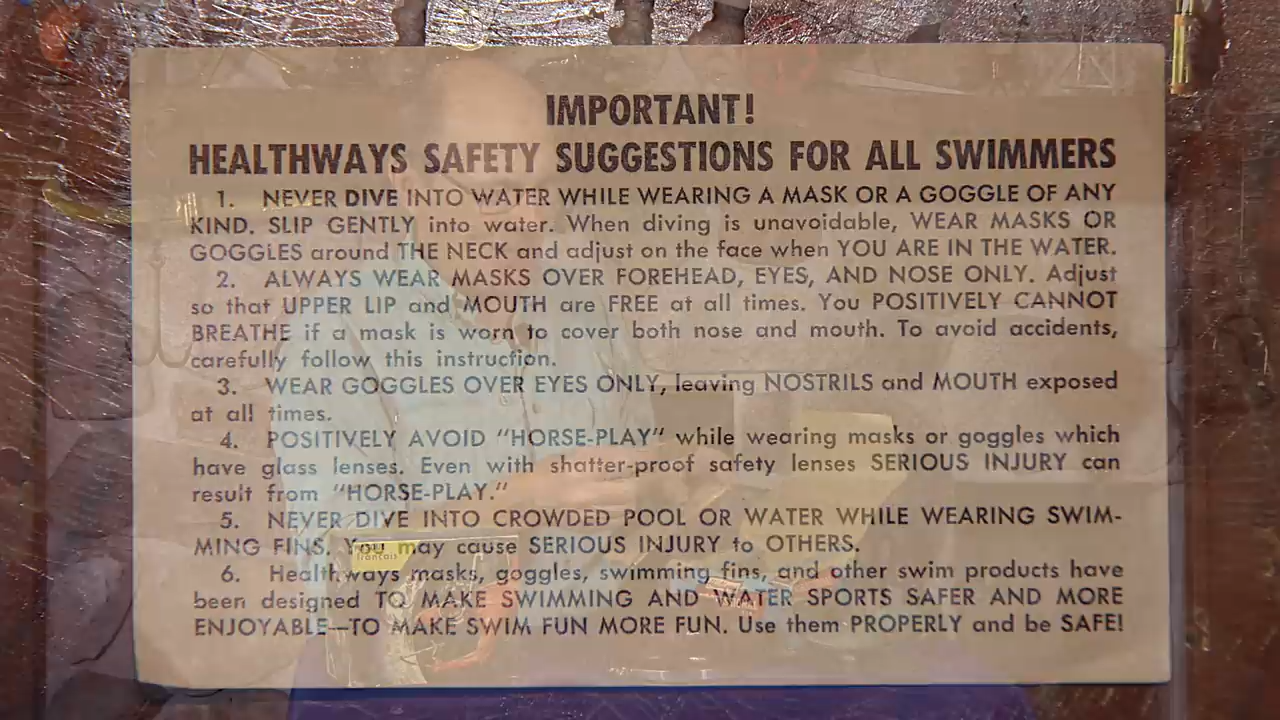 IMPORTANT!
HEALTHWAYS SAFETY SUGGESTIONS FOR ALL SWIMMERS
1. NEVER DIVE INTO WATER WHILE WEARING A MASK OR A GOGGLE OF ANY
KIND. SLIP GENTLY into water. When diving is unavoidable, WEAR MASKS OR
GOGGLES around THE NECK and adjust on the face when YOU ARE IN THE WATER.
2. ALWAYS WEAR MASKS OVER FOREHEAD, EYES, AND NOSE ONLY. Adjust
so that UPPER LIP and MOUTH are FREE at all times. You POSITIVELY CANNOT
BREATHE if a mask is worn to cover both nose and mouth. To avoid accidents,
carefully follow this instruction.
3. WEAR GOGGLES OVER EYES ONLY, leaving NOSTRILS and MOUTH exposed
at all times.
4. POSITIVELY AVOID "HORSE-PLAY" while wearing masks or goggles which
have glass lenses. Even with shatter-proof safety lenses SERIOUS INJURY can
result from "HORSE-PLAY."
5. NEVER DIVE INTO CROWDED POOL OR WATER WHILE WEARING SWIM-
MING FINS. You may cause SERIOUS INJURY to OTHERS.
français
6. Healthways masks, goggles, swimming fins, and other swim products have
been designed TO MAKE SWIMMING AND WATER SPORTS SAFER AND MORE
ENJOYABLE—TO MAKE SWIM FUN MORE FUN. Use them PROPERLY and be SAFE!